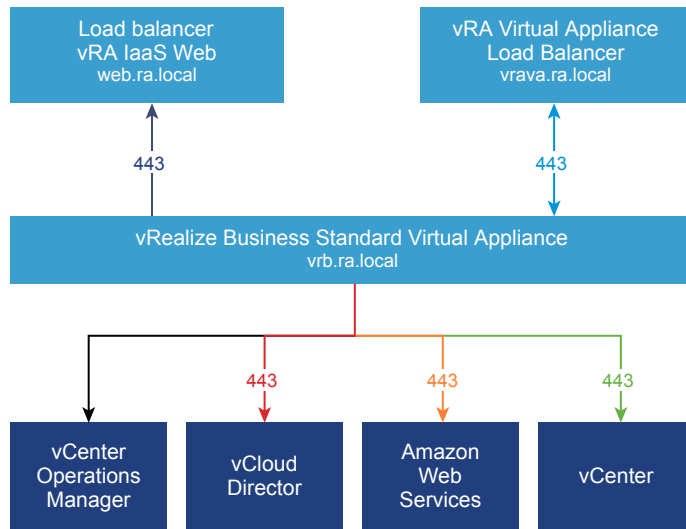 Load balancer
vRA IaaS Web
web.ra.local
vRA Virtual Appliance
Load Balancer
vrava.ra.local
443
443
vRealize Business Standard Virtual Appliance
vrb.ra.local
443
443
443
vCenter
Operations
Manager
vCloud
Director
Amazon
Web
Services
vCenter